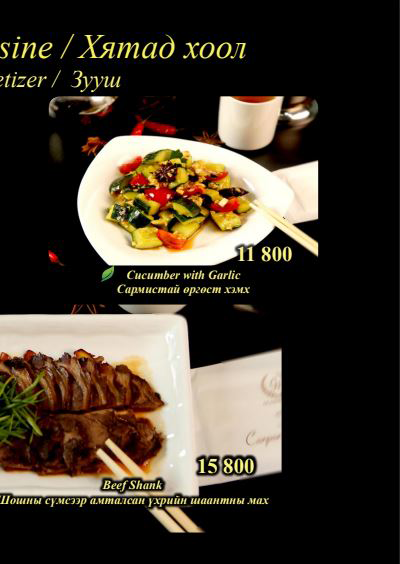 sine / Хятад хоол
etizer / Зууш
11 800
Cucumber with Garlic
Сармистай өргөст хэмх
15 800
Beef Shank
Шошны сүмсээр амталсан үхрийн шаантны мах